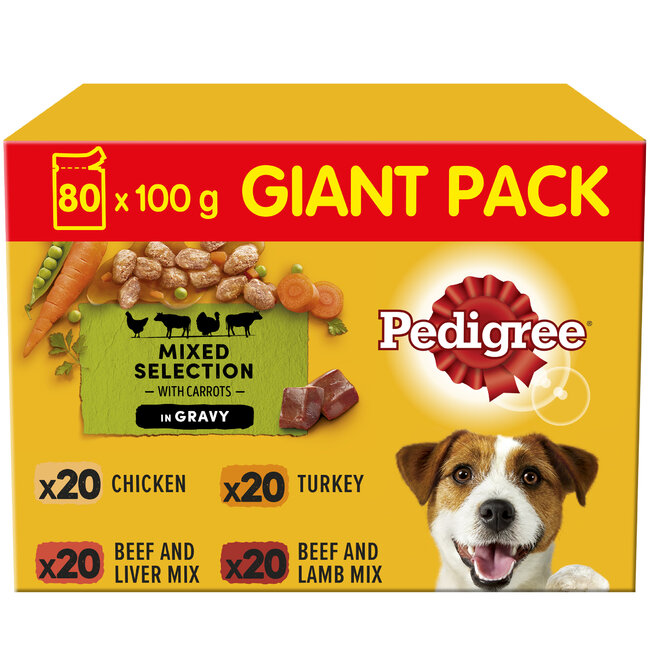 80 x 100 g GIANT PACK
MIXED
SELECTION
— WITH CARROTS —
IN GRAVY
Pedigree®
x20 CHICKEN
x20 TURKEY
x20 BEEF AND
LIVER MIX
x20 BEEF AND
LAMB MIX